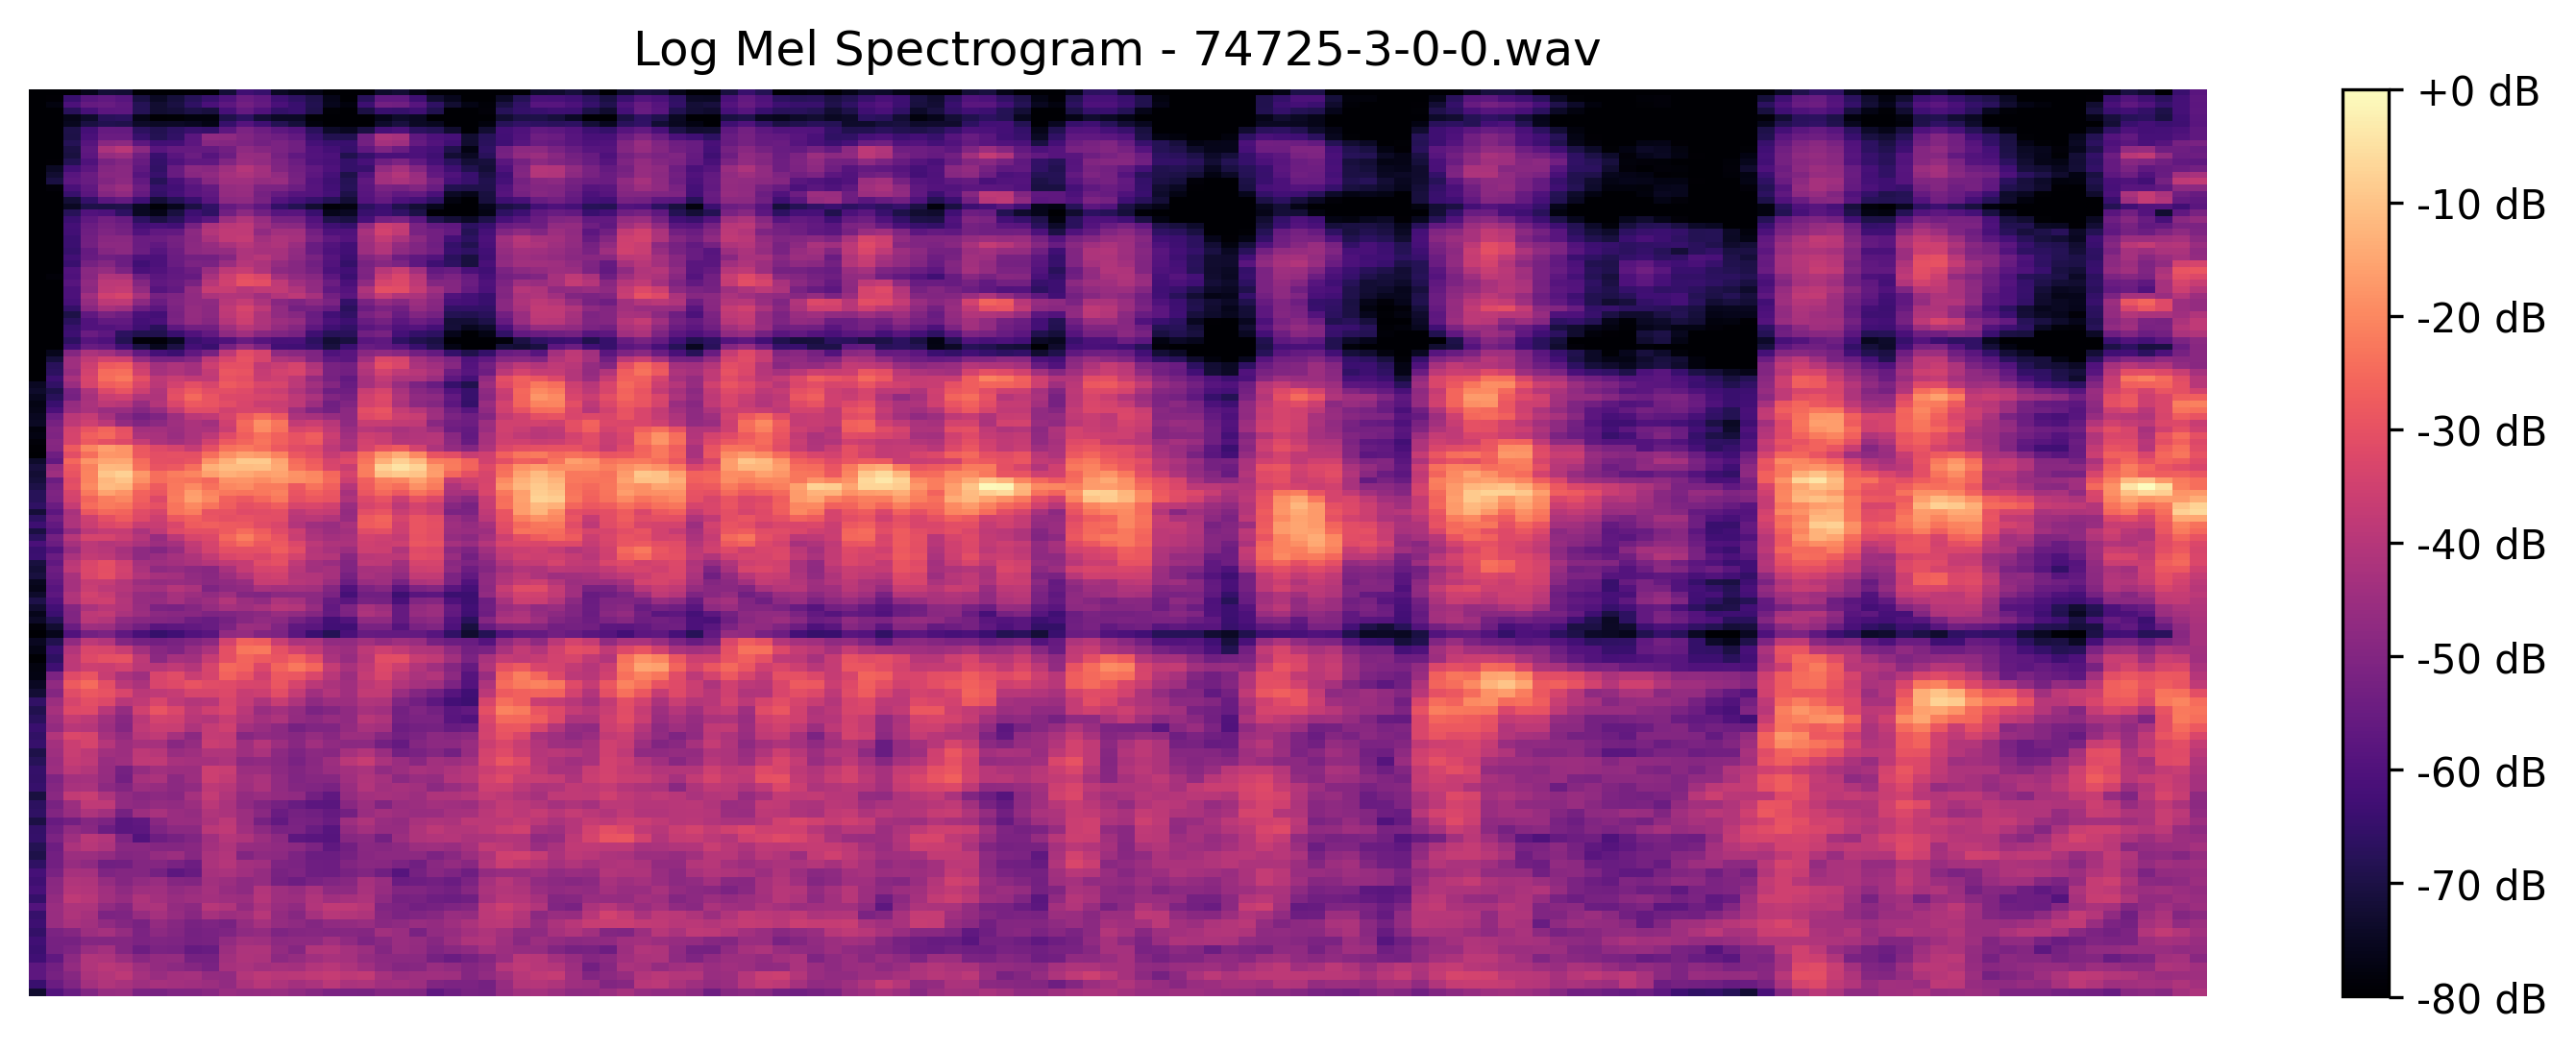 Log Mel Spectrogram - 74725-3-0-0.wav
+0 dB
-10 dB
-20 dB
-30 dB
-40 dB
-50 dB
-60 dB
-70 dB
-80 dB